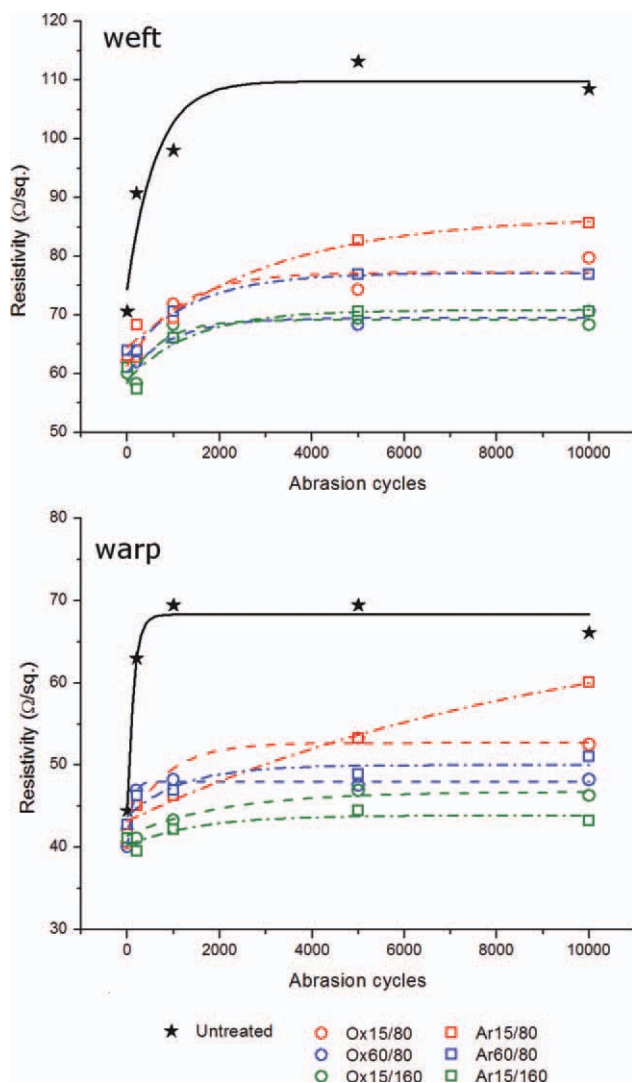 weft
120
110
100
90
80
70
60
50
Resistivity (Ω/sq.)
0 2000 4000 6000 8000 10000
Abrasion cycles
warp
80
70
60
50
40
30
Resistivity (Ω/sq.)
0 2000 4000 6000 8000 10000
Abrasion cycles
Untreated Ox15/80 Ar15/80
Ox60/80 Ar60/80
Ox15/160 Ar15/160